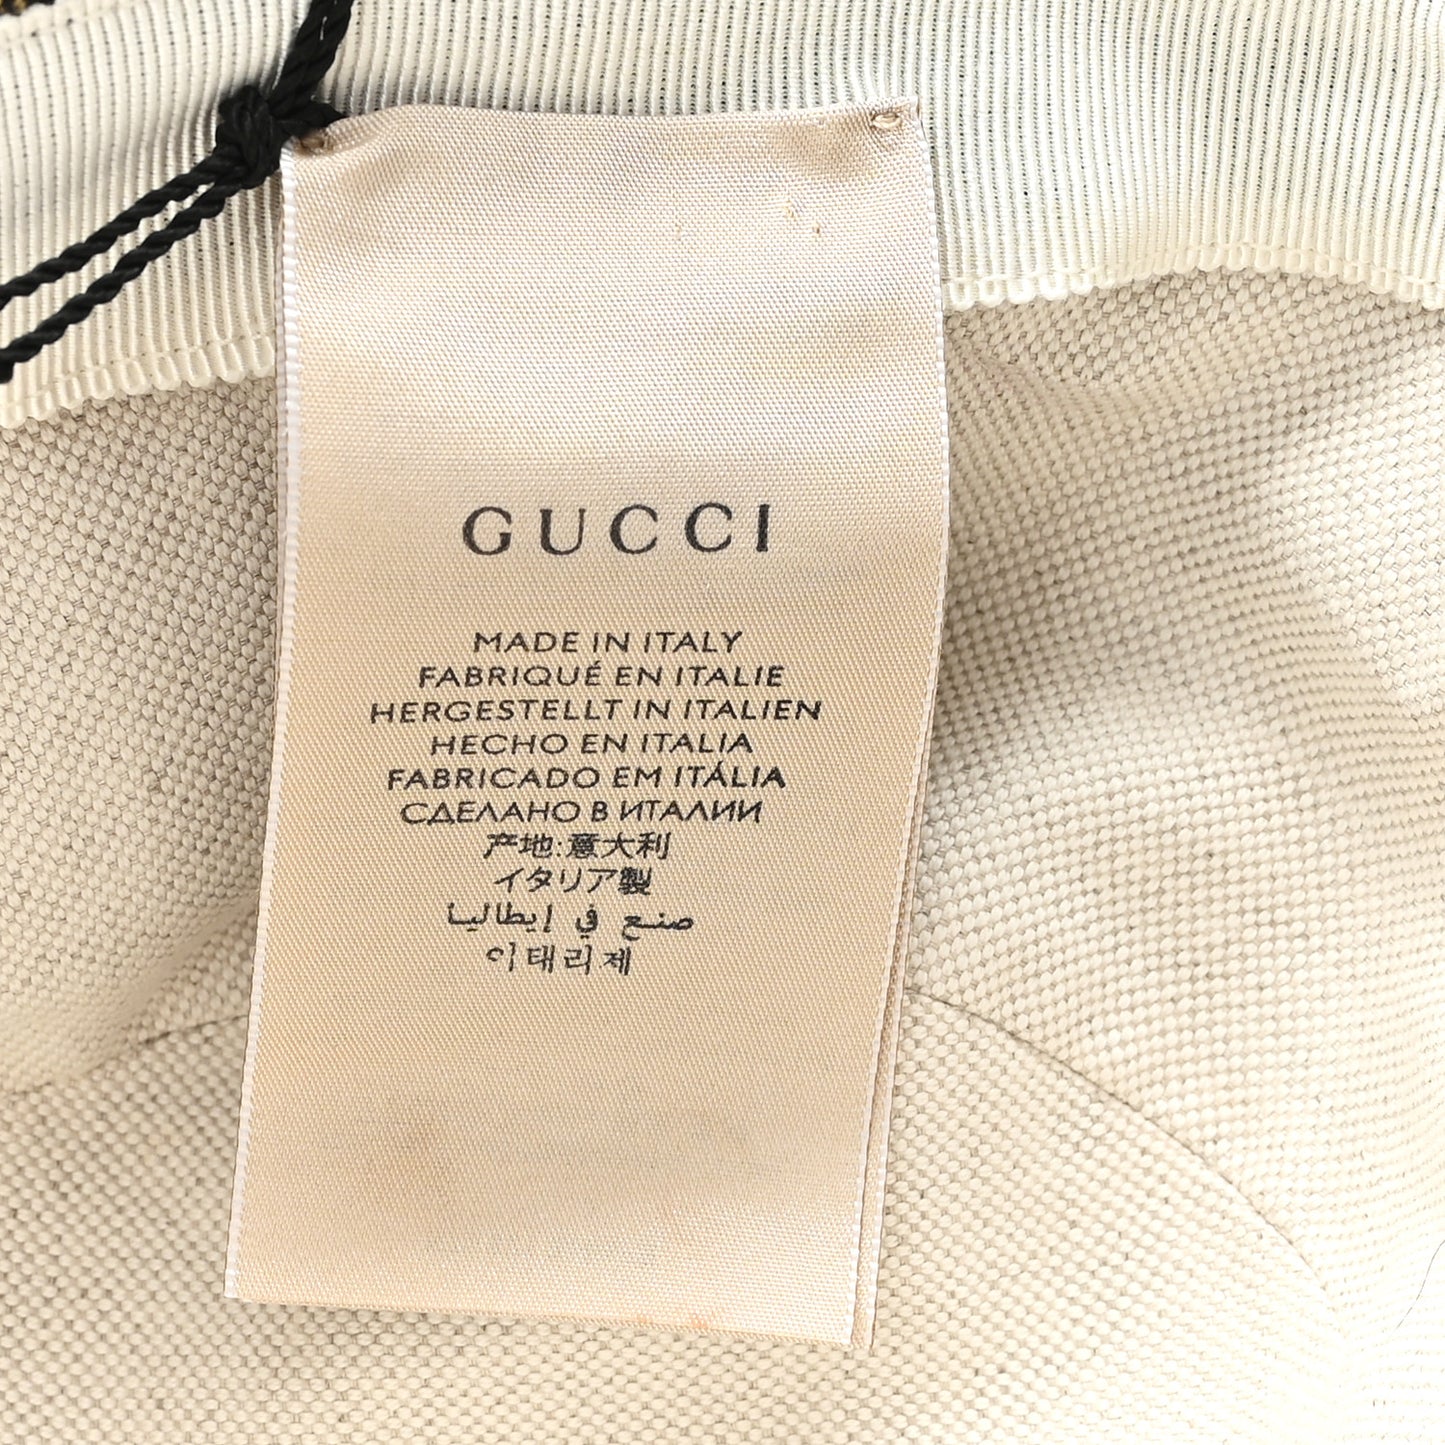 GUCCI
MADE IN ITALY
FABRIQUÉ EN ITALIE
HERGESTELLT IN ITALIEN
HECHO EN ITALIA
FABRICADO EM ITÁLIA
СДЕЛАНО В ИТАЛИИ
产地:意大利
イタリア製
صنع في إيطاليا
이태리제